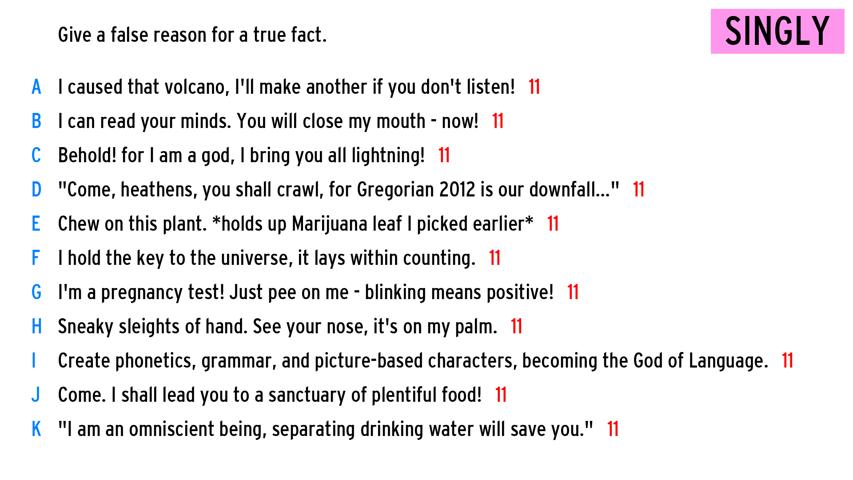 Give a false reason for a true fact.
SINGLY
A I caused that volcano, I'll make another if you don't listen! 11
B I can read your minds. You will close my mouth - now! 11
C Behold! for I am a god, I bring you all lightning! 11
D "Come, heathens, you shall crawl, for Gregorian 2012 is our downfall..." 11
E Chew on this plant. *holds up Marijuana leaf I picked earlier* 11
F I hold the key to the universe, it lays within counting. 11
G I'm a pregnancy test! Just pee on me - blinking means positive! 11
H Sneaky sleights of hand. See your nose, it's on my palm. 11
I Create phonetics, grammar, and picture-based characters, becoming the God of Language. 11
J Come. I shall lead you to a sanctuary of plentiful food! 11
K "I am an omniscient being, separating drinking water will save you." 11